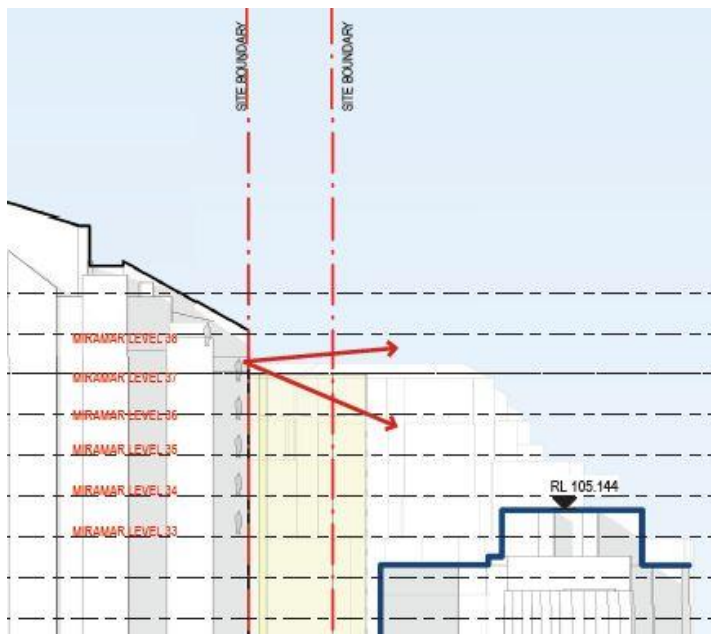 SITE BOUNDARY
SITE BOUNDARY
MIRAMAR LEVEL 38
MIRAMAR LEVEL 37
MIRAMAR LEVEL 36
MIRAMAR LEVEL 35
MIRAMAR LEVEL 34
MIRAMAR LEVEL 33
RL 105.144